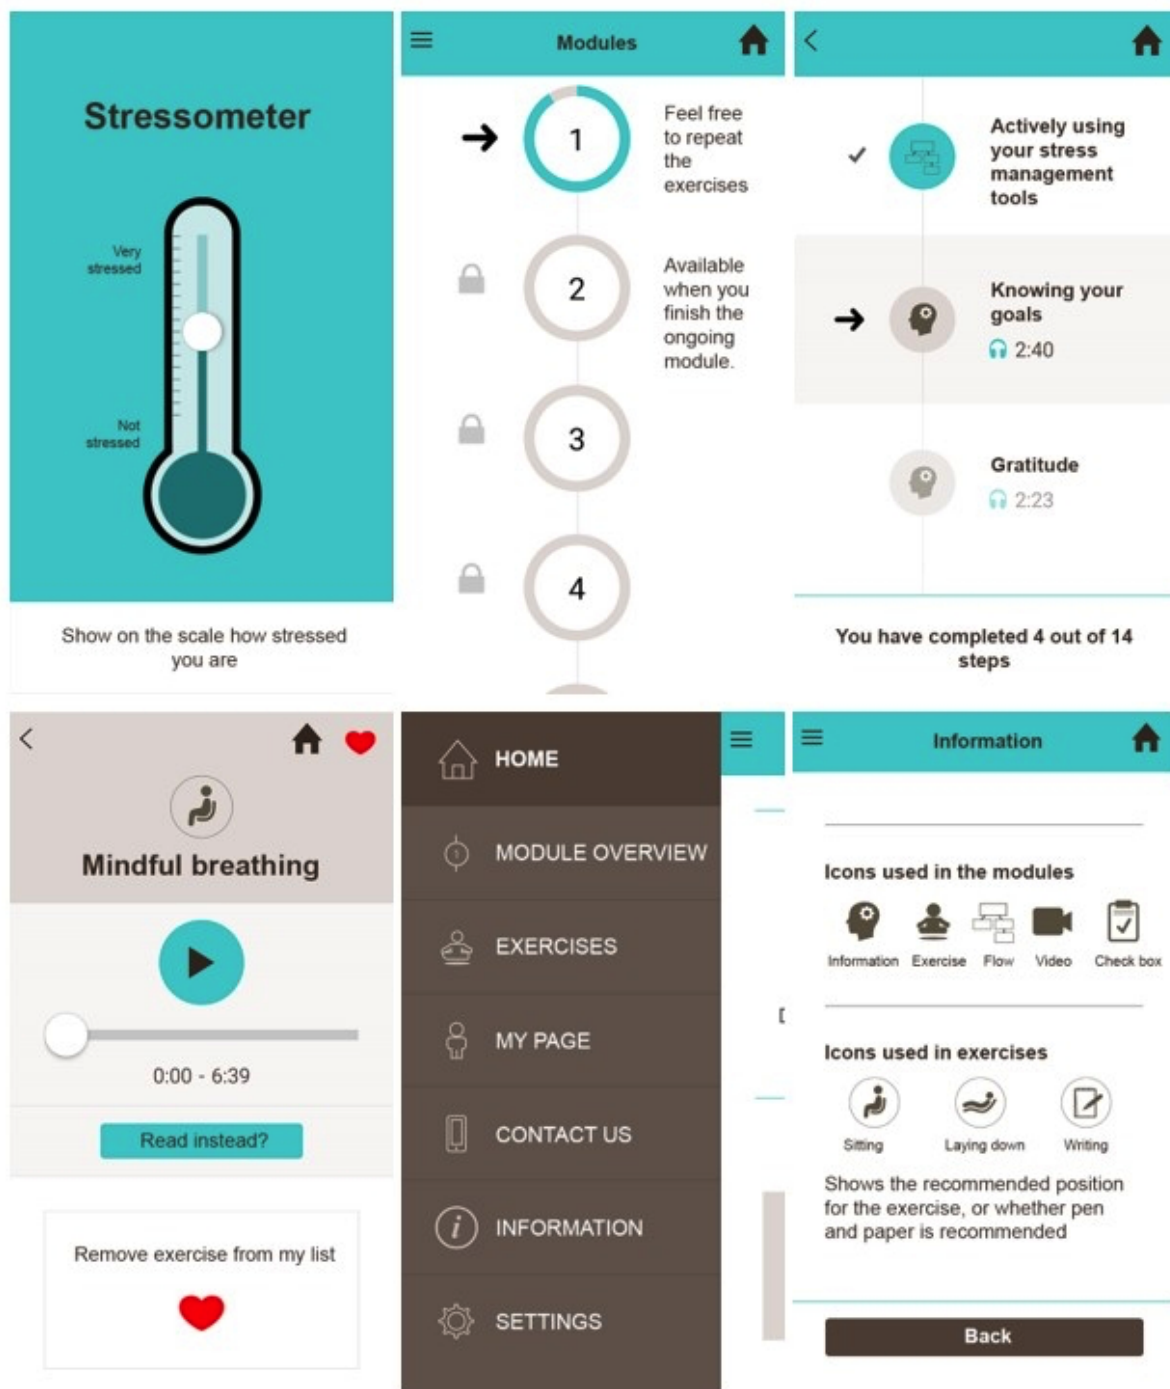 Stressometer
Very
stressed
Not
stressed
Show on the scale how stressed
you are
Modules
1
Feel free
to repeat
the
exercises
2
Available
when you
finish the
ongoing
module.
3
4
Actively using
your stress
management
tools
Knowing your
goals
2:40
Gratitude
2:23
You have completed 4 out of 14
steps
Mindful breathing
0:00 - 6:39
Read instead?
Remove exercise from my list
HOME
1
MODULE OVERVIEW
EXERCISES
MY PAGE
CONTACT US
i
INFORMATION
SETTINGS
Information
Icons used in the modules
Information Exercise Flow Video Check box
Icons used in exercises
Sitting Laying down Writing
Shows the recommended position
for the exercise, or whether pen
and paper is recommended
Back